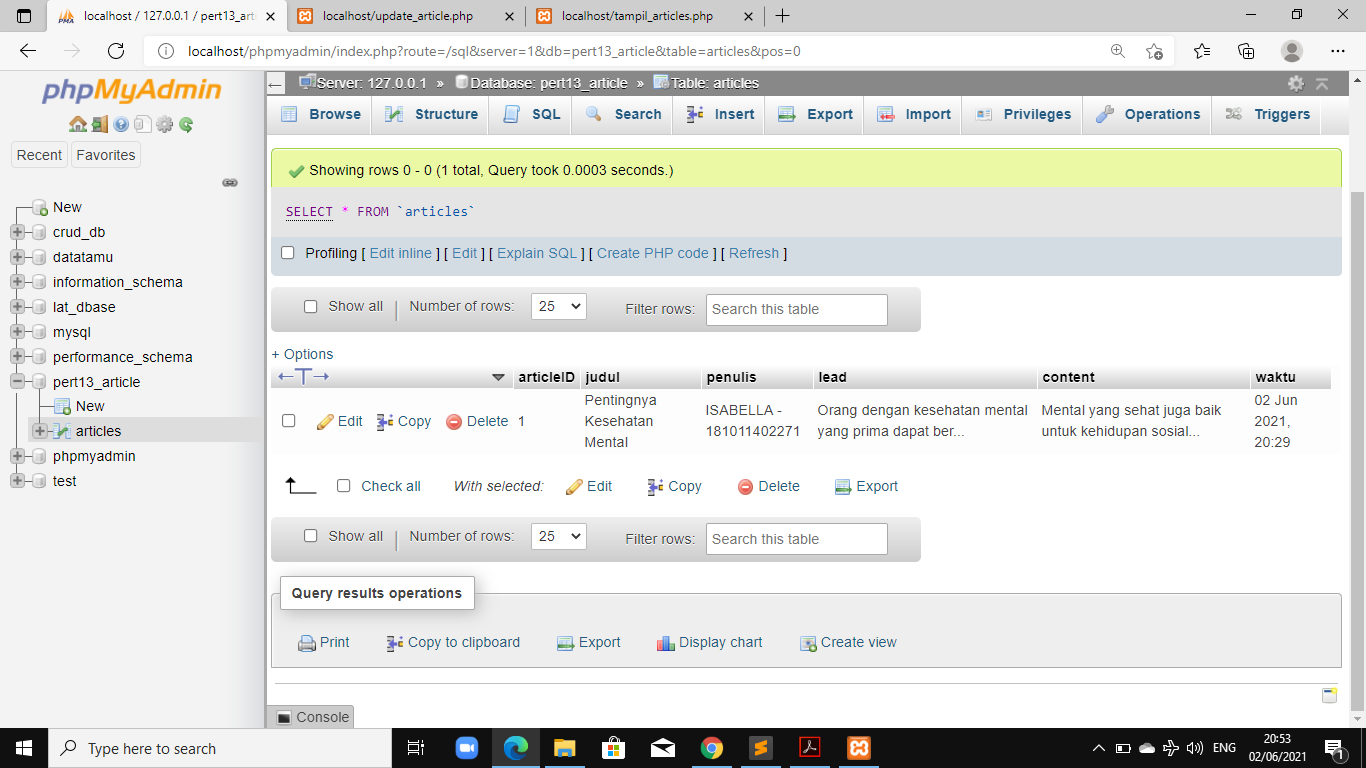 localhost / 127.0.0.1 / pert13_art
localhost/update_article.php
localhost/tampil_articles.php
localhost/phpmyadmin/index.php?route=/sql&server=1&db=pert13_article&table=articles&pos=0
phpMyAdmin
Recent Favorites
New
crud_db
datatamu
information_schema
lat_dbase
mysql
performance_schema
pert13_article
New
articles
phpmyadmin
test
Server: 127.0.0.1 » Database: pert13_article » Table: articles
Browse Structure SQL Search Insert Export Import Privileges Operations Triggers
Showing rows 0 - 0 (1 total, Query took 0.0003 seconds.)
SELECT * FROM `articles`
Profiling [ Edit inline ] [ Edit ] [ Explain SQL ] [ Create PHP code ] [ Refresh ]
Show all | Number of rows: 25 Filter rows: Search this table
+ Options
←T→ articleID judul penulis lead content waktu
Edit Copy Delete 1
Pentingnya
Kesehatan
Mental
ISABELLA -
181011402271
Orang dengan kesehatan mental
yang prima dapat ber...
Mental yang sehat juga baik
untuk kehidupan sosial...
02 Jun
2021,
20:29
Check all With selected: Edit Copy Delete Export
Show all | Number of rows: 25 Filter rows: Search this table
Query results operations
Print Copy to clipboard Export Display chart Create view
Console
Type here to search
ENG
20:53
02/06/2021
1